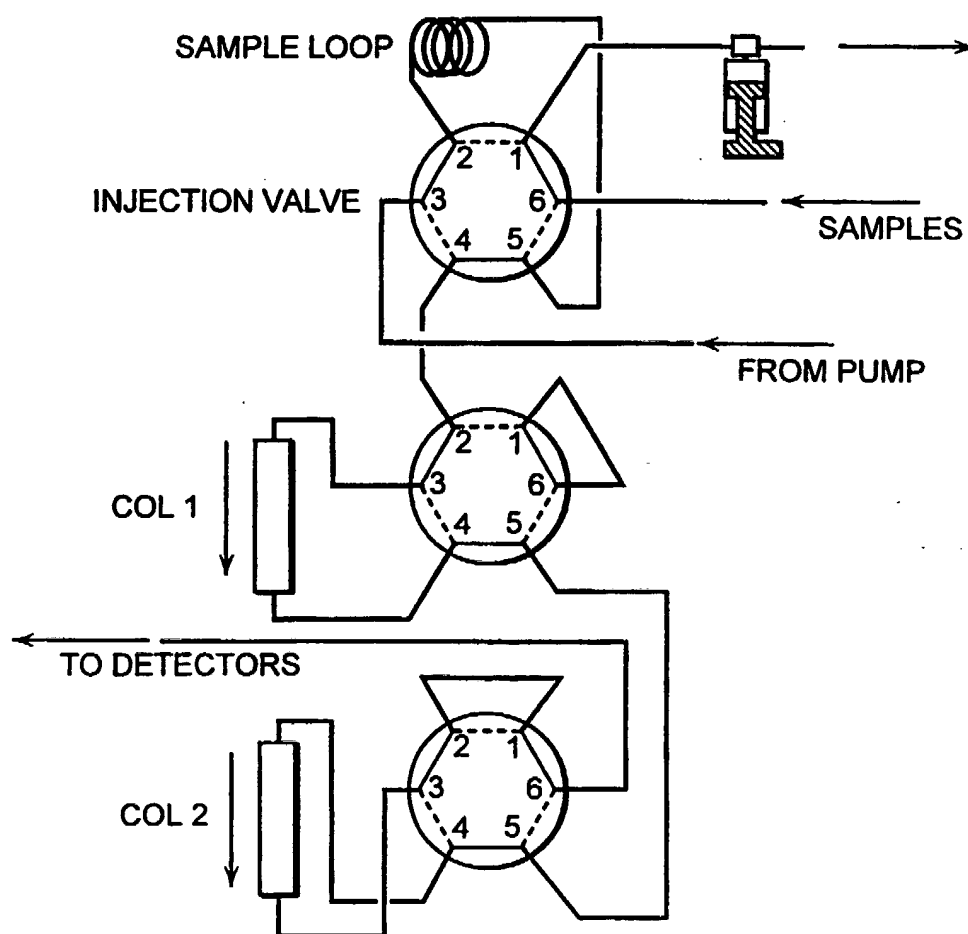 SAMPLE LOOP
2 1
INJECTION VALVE
3 6
4 5
SAMPLES
FROM PUMP
2 1
3 6
COL 1
4 5
TO DETECTORS
2 1
3 6
COL 2
4 5